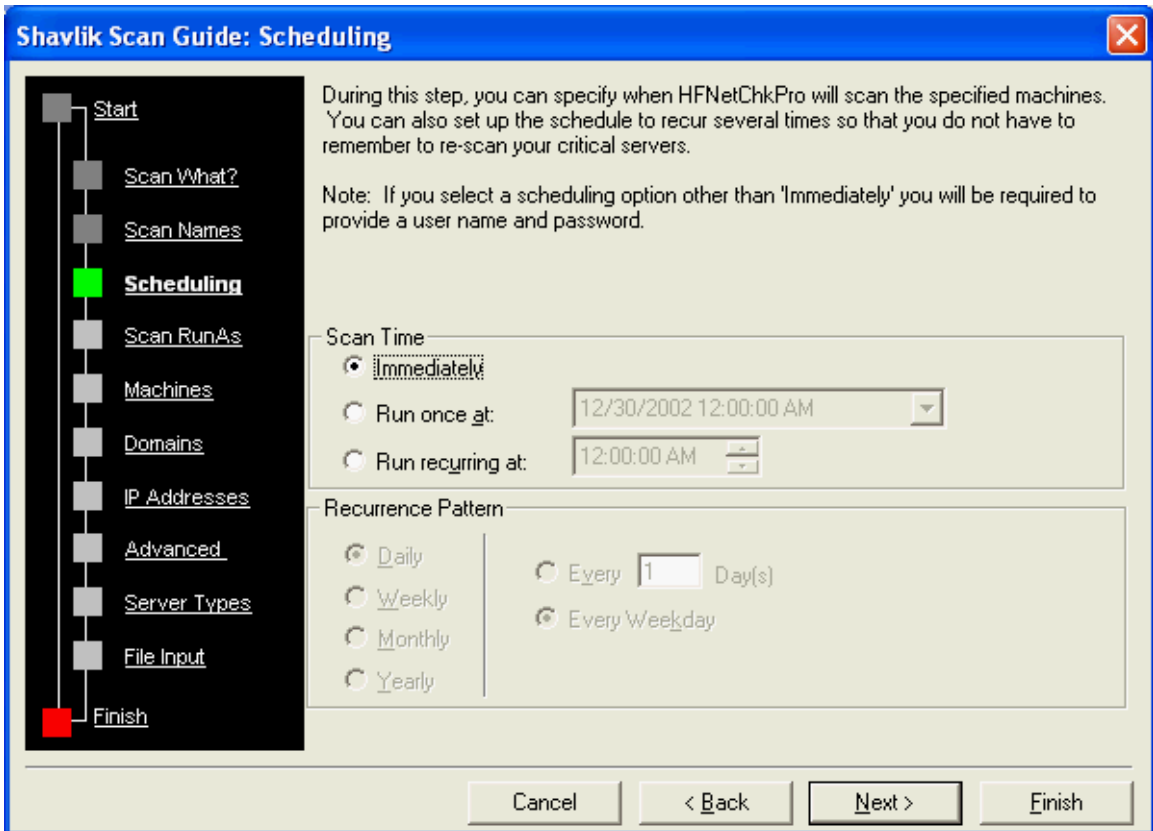 Shavlik Scan Guide: Scheduling
Start
Scan What?
Scan Names
Scheduling
Scan RunAs
Machines
Domains
IP Addresses
Advanced
Server Types
File Input
Finish
During this step, you can specify when HFNetChkPro will scan the specified machines.
You can also set up the schedule to recur several times so that you do not have to
remember to re-scan your critical servers.
Note: If you select a scheduling option other than 'Immediately' you will be required to
provide a user name and password.
Scan Time
Immediately
Run once at: 12/30/2002 12:00:00 AM
Run recurring at: 12:00:00 AM
Recurrence Pattern
Daily
Weekly
Monthly
Yearly
Every 1 Day(s)
Every Weekday
Cancel < Back Next > Finish